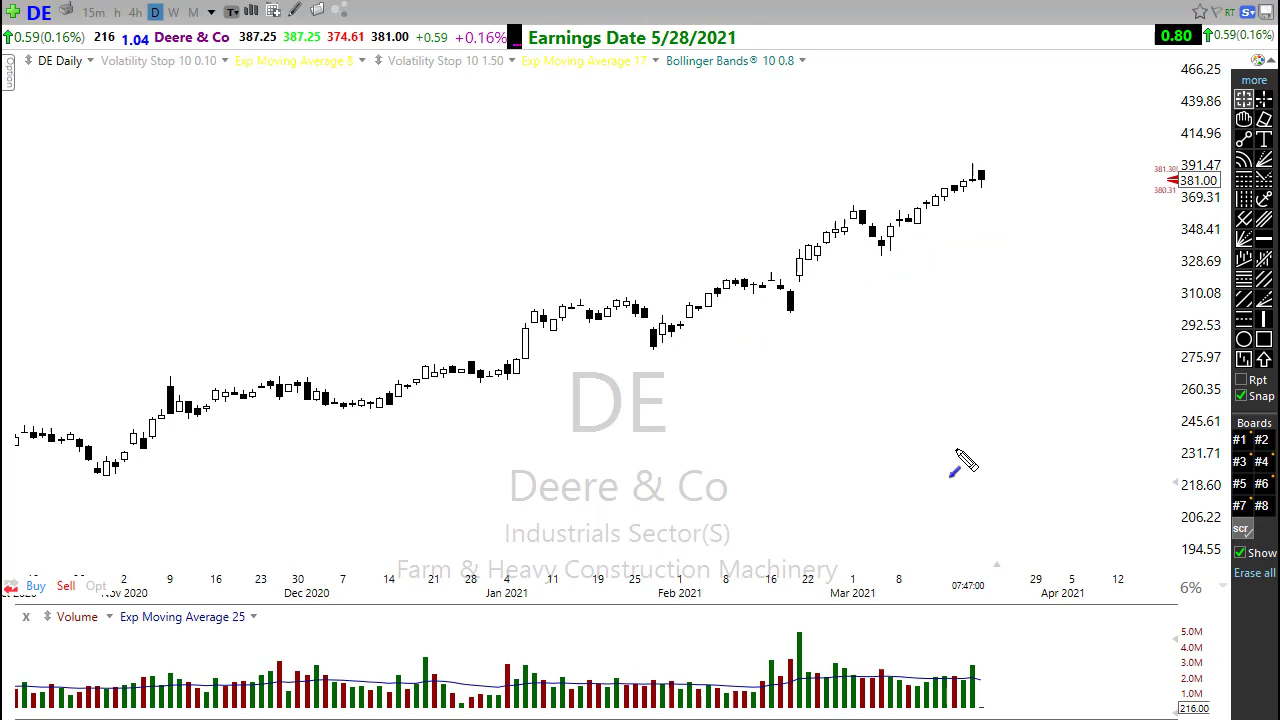 DE 15m h 4h D W M T RT S
0.59(0.16%) 216 1.04 Deere & Co 387.25 387.25 374.61 381.00 +0.59 +0.16% Earnings Date 5/28/2021 0.80 0.59(0.16%)
Option
DE Daily Volatility Stop 10 0.10 Exp Moving Average 8 Volatility Stop 10 1.50 Exp Moving Average 17 Bollinger Bands® 10 0.8
466.25
439.86
414.96
391.47
381.30
381.00
380.31
369.31
348.41
328.69
310.08
292.53
275.97
260.35
245.61
231.71
218.60
206.22
194.55
more
Rpt
Snap
Boards
#1 #2
#3 #4
#5 #6
#7 #8
scr
Show
Erase all
DE
Deere & Co
Industrials Sector(S)
Farm & Heavy Construction Machinery
Buy Sell Opt
2 9 16 23 30 7 14 21 28 4 11 19 25 1 8 16 22 1 8 07:47:00 29 5 12
Nov 2020 Dec 2020 Jan 2021 Feb 2021 Mar 2021 Apr 2021
6%
X Volume Exp Moving Average 25
5.0M
4.0M
3.0M
2.0M
1.0M
216.00